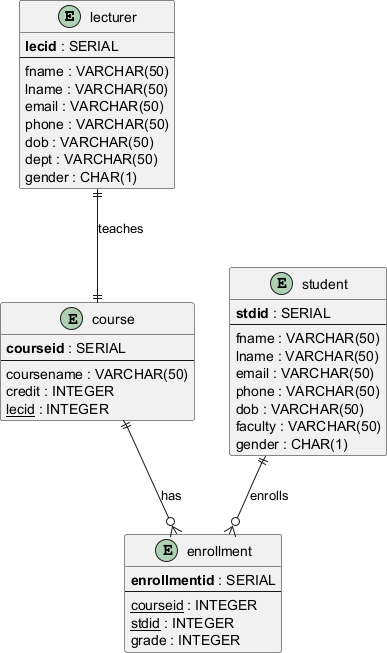 E lecturer
lecid : SERIAL
fname : VARCHAR(50)
lname : VARCHAR(50)
email : VARCHAR(50)
phone : VARCHAR(50)
dob : VARCHAR(50)
dept : VARCHAR(50)
gender : CHAR(1)
teaches
E course
courseid : SERIAL
coursename : VARCHAR(50)
credit : INTEGER
lecid : INTEGER
E student
stdid : SERIAL
fname : VARCHAR(50)
lname : VARCHAR(50)
email : VARCHAR(50)
phone : VARCHAR(50)
dob : VARCHAR(50)
faculty : VARCHAR(50)
gender : CHAR(1)
has
enrolls
E enrollment
enrollmentid : SERIAL
courseid : INTEGER
stdid : INTEGER
grade : INTEGER